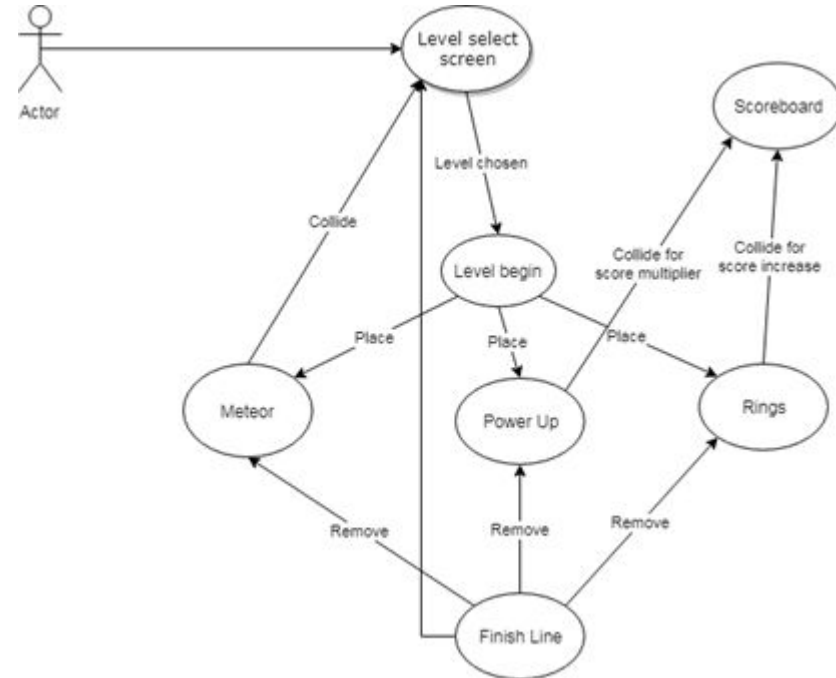 Level select
screen
Actor
Scoreboard
Level chosen
Collide
Collide for
score multiplier
Collide for
score increase
Level begin
Place
Place
Place
Meteor
Power Up
Rings
Remove
Remove
Remove
Finish Line